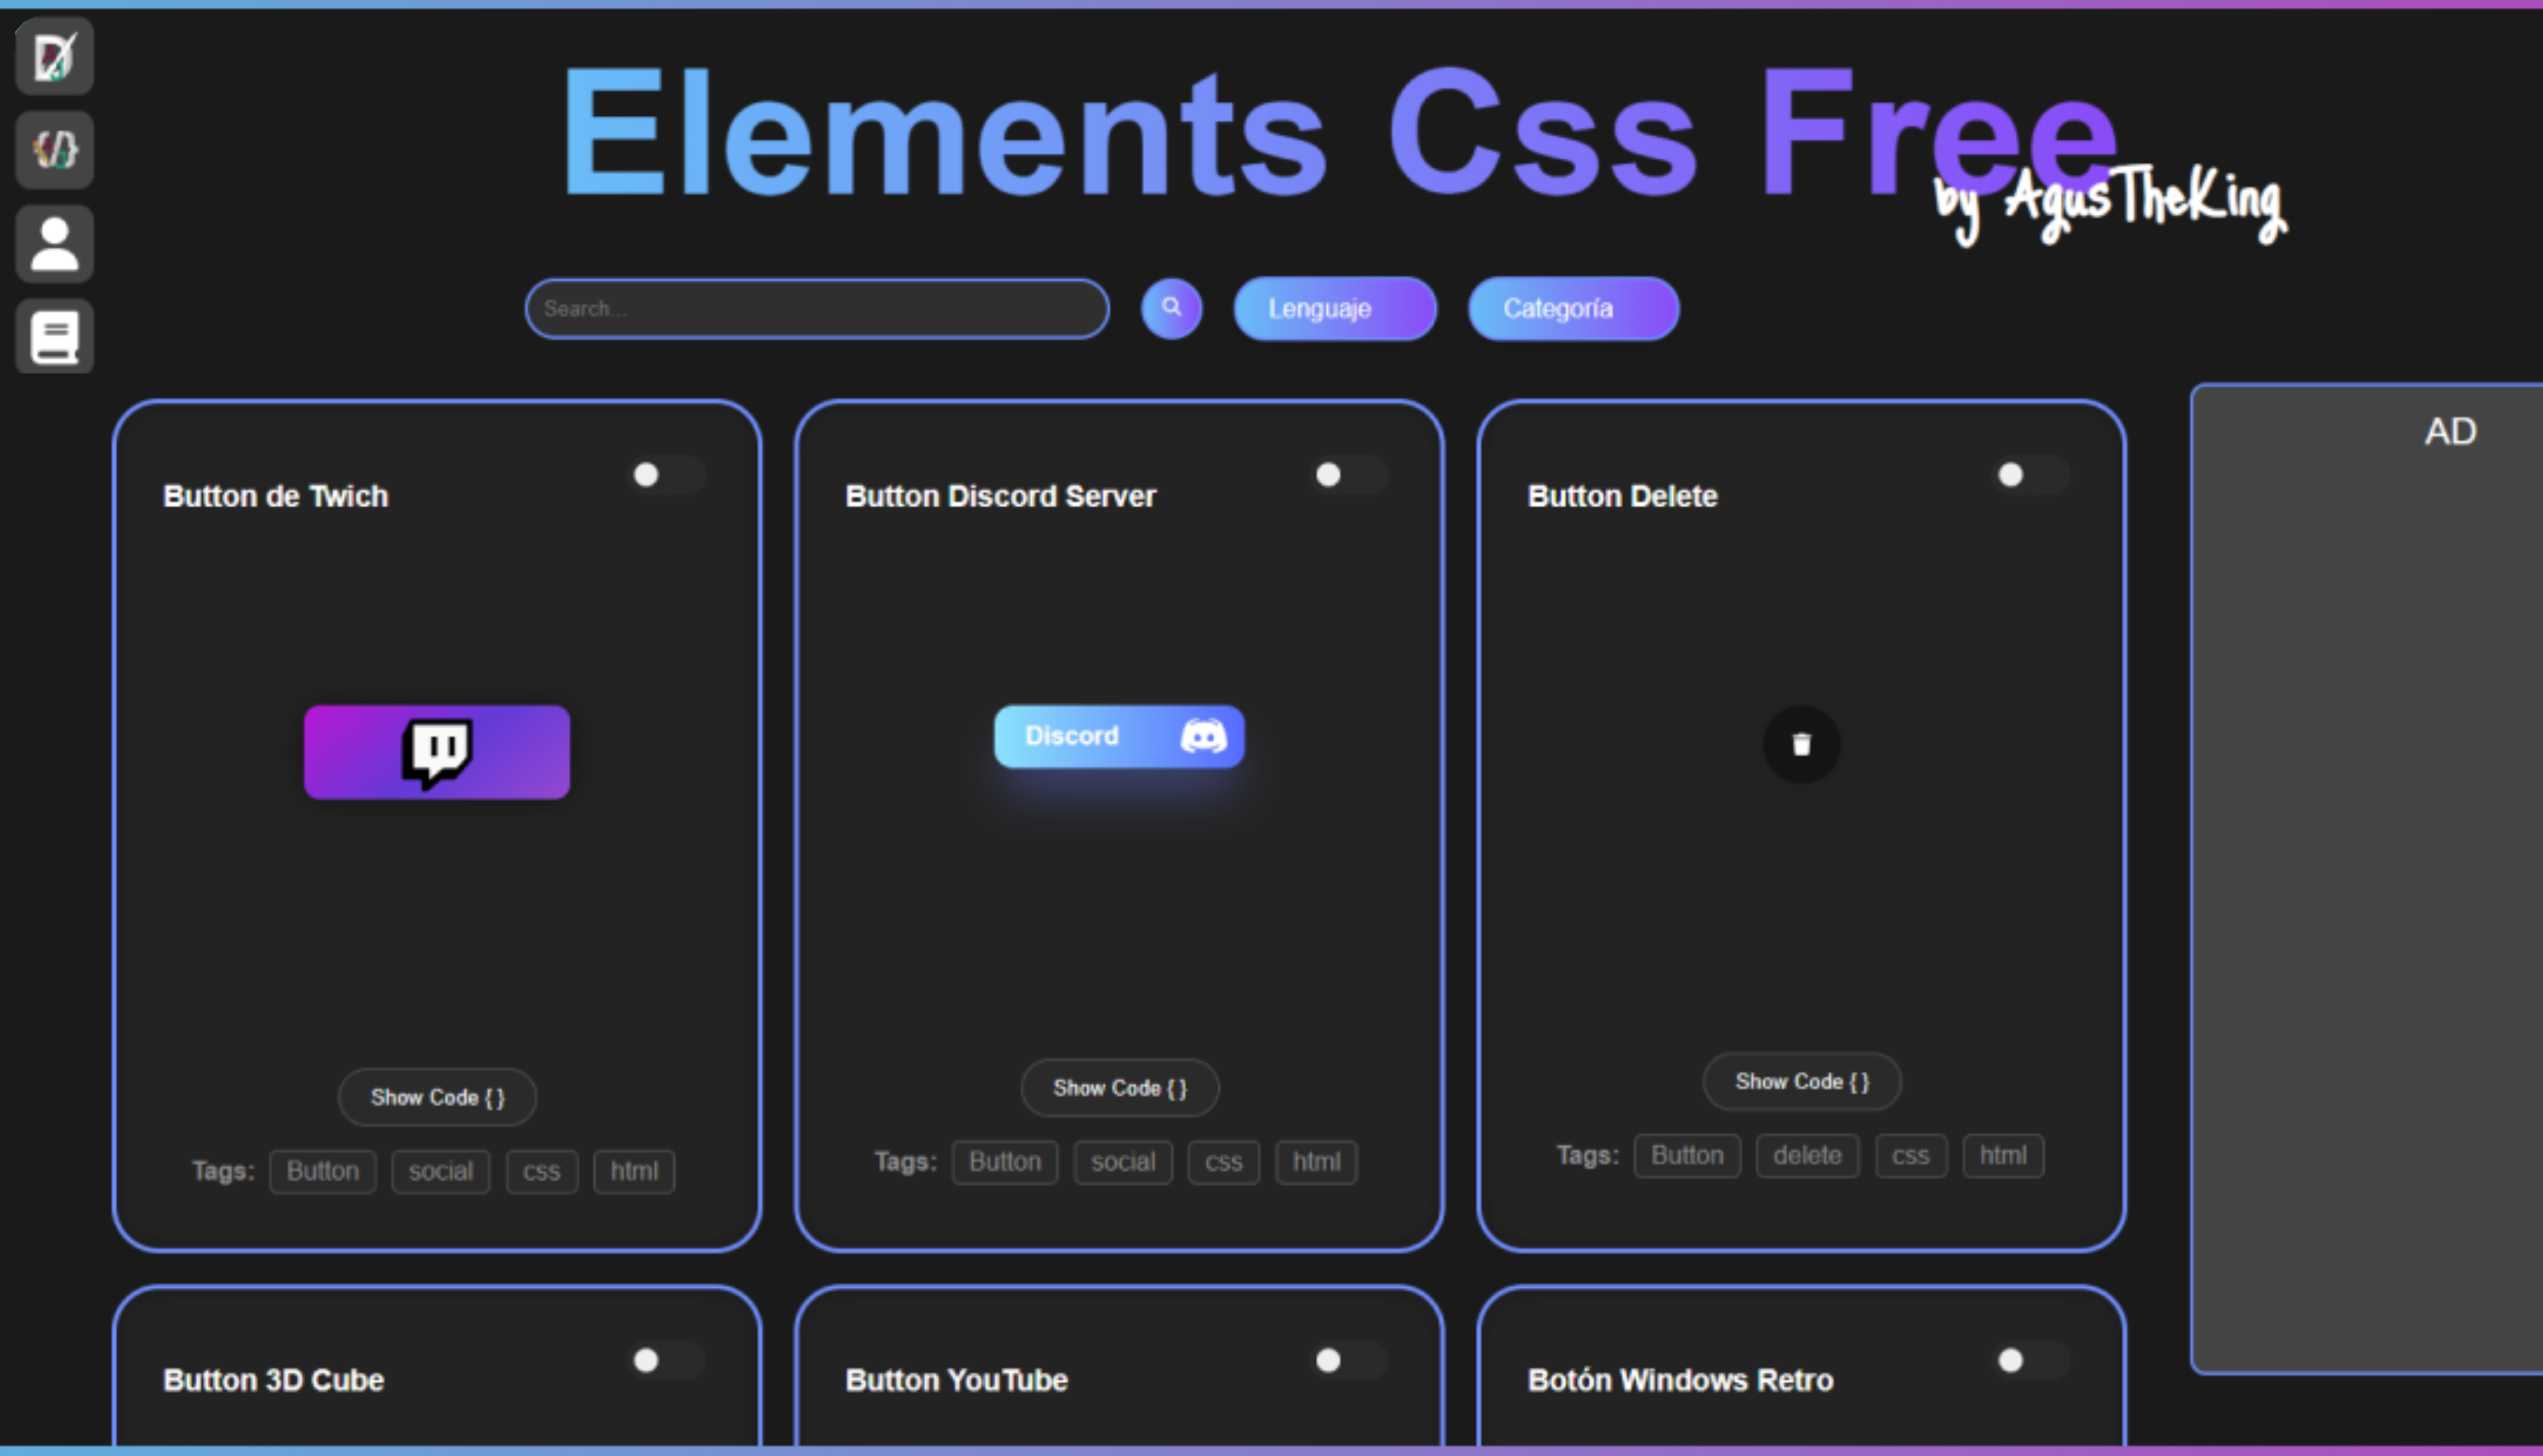 Elements Css Free
by AgusTheKing
Search...
Lenguaje
Categoría
AD
Button de Twich
Show Code { }
Tags: Button social css html
Button Discord Server
Discord
Show Code { }
Tags: Button social css html
Button Delete
Show Code { }
Tags: Button delete css html
Button 3D Cube
Button YouTube
Botón Windows Retro